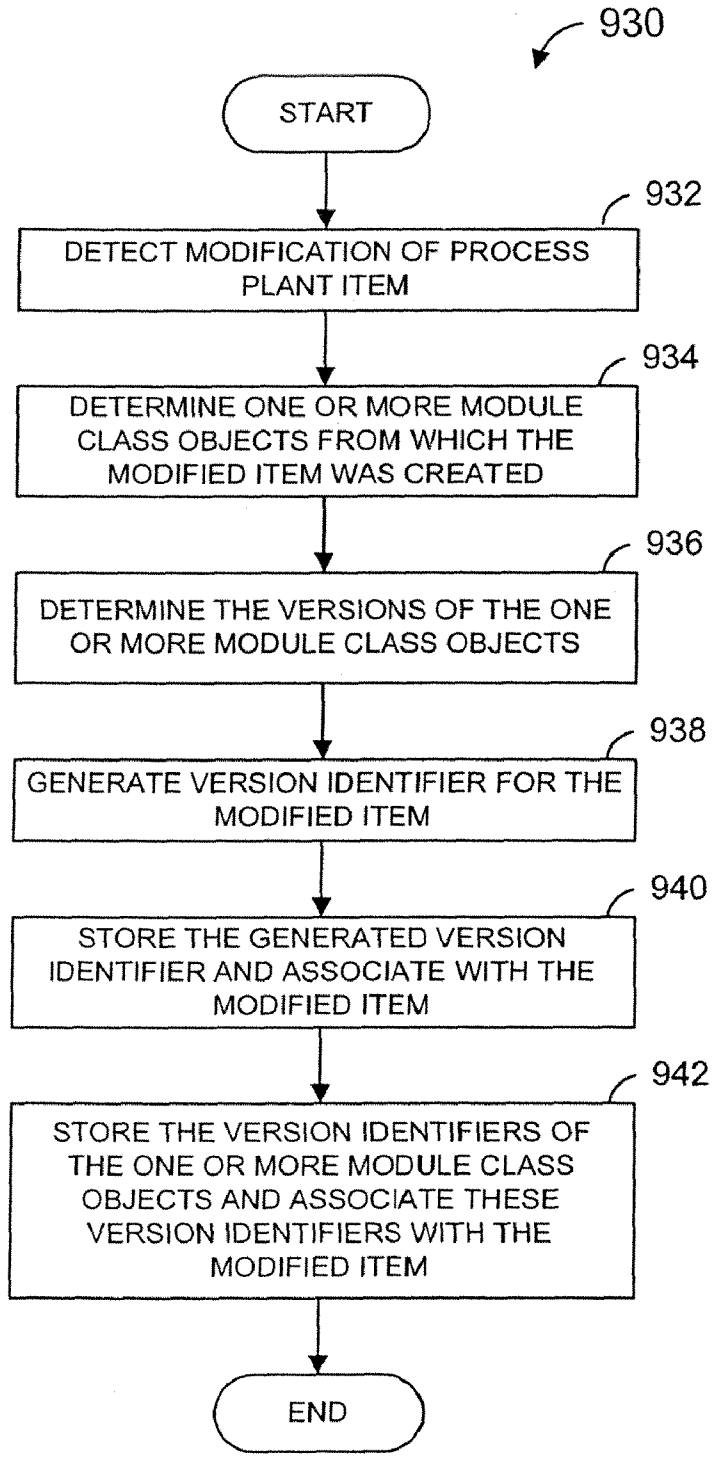 930
START
932
DETECT MODIFICATION OF PROCESS
PLANT ITEM
934
DETERMINE ONE OR MORE MODULE
CLASS OBJECTS FROM WHICH THE
MODIFIED ITEM WAS CREATED
936
DETERMINE THE VERSIONS OF THE ONE
OR MORE MODULE CLASS OBJECTS
938
GENERATE VERSION IDENTIFIER FOR THE
MODIFIED ITEM
940
STORE THE GENERATED VERSION
IDENTIFIER AND ASSOCIATE WITH THE
MODIFIED ITEM
942
STORE THE VERSION IDENTIFIERS OF
THE ONE OR MORE MODULE CLASS
OBJECTS AND ASSOCIATE THESE
VERSION IDENTIFIERS WITH THE
MODIFIED ITEM
END